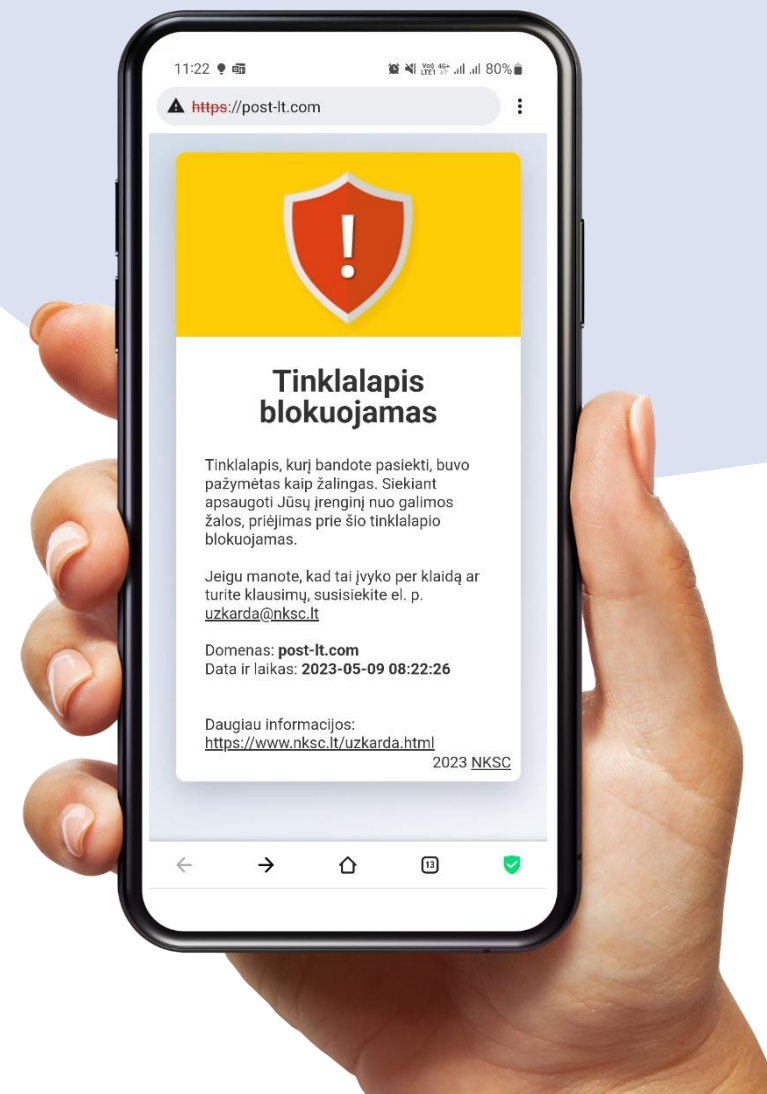 11:22 80%
https://post-lt.com
!
Tinklalapis
blokuojamas
Tinklalapis, kurį bandote pasiekti, buvo
pažymėtas kaip žalingas. Siekiant
apsaugoti Jūsų įrenginį nuo galimos
žalos, priėjimas prie šio tinklalapio
blokuojamas.
Jeigu manote, kad tai įvyko per klaidą ar
turite klausimų, susisiekite el. p.
uzkarda@nksc.lt
Domenas: post-lt.com
Data ir laikas: 2023-05-09 08:22:26
Daugiau informacijos:
https://www.nksc.lt/uzkarda.html
2023 NKSC
13